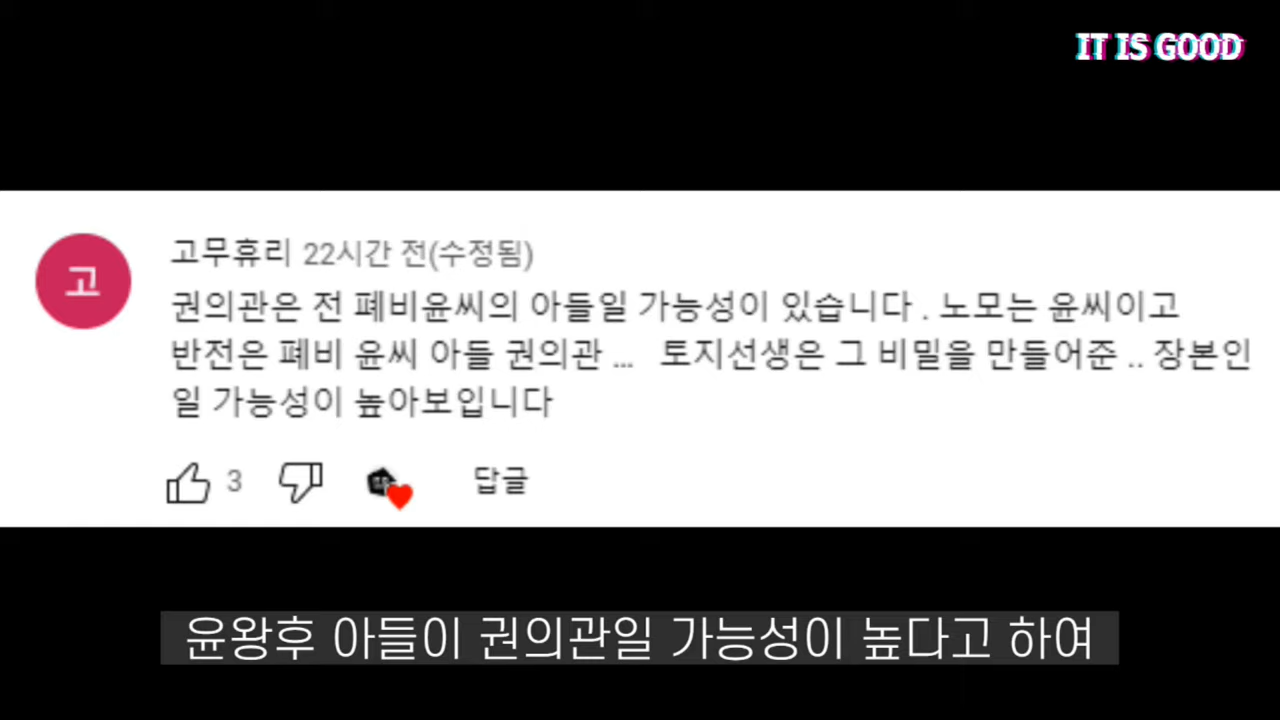 IT IS GOOD
고
고무휴리 22시간 전(수정됨)
권의관은 전 폐비윤씨의 아들일 가능성이 있습니다 . 노모는 윤씨이고
반전은 폐비 윤씨 아들 권의관 ... 토지선생은 그 비밀을 만들어준 .. 장본인
일 가능성이 높아보입니다
3
답글
윤왕후 아들이 권의관일 가능성이 높다고 하여